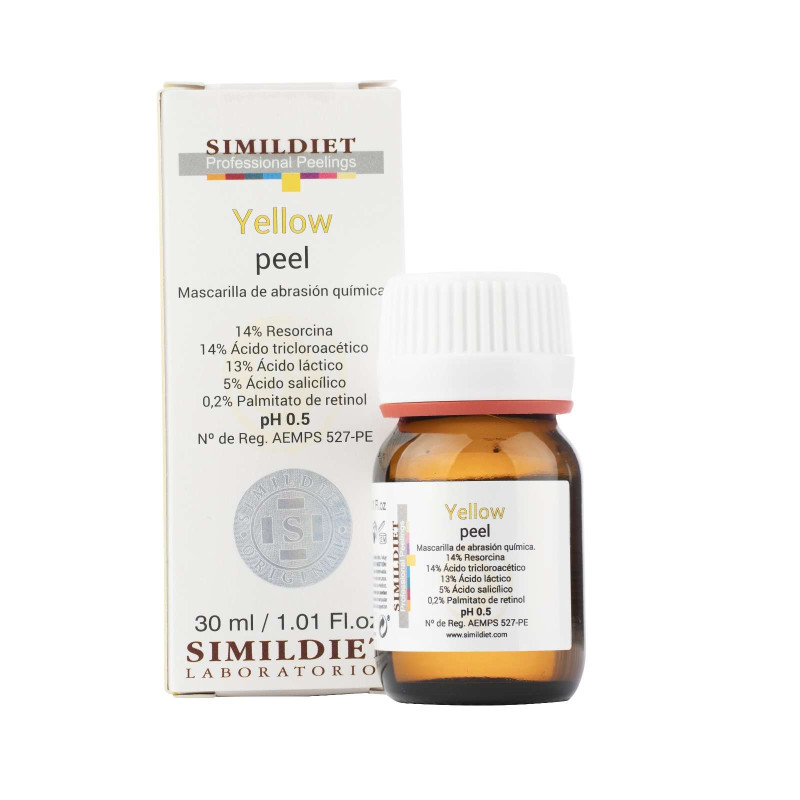 SIMILDIET
Professional Peelings
Yellow
peel
Mascarilla de abrasión química
14% Resorcina
14% Ácido tricloroacético
13% Ácido láctico
5% Ácido salicílico
0,2% Palmitato de retinol
pH 0.5
Nº de Reg. AEMPS 527-PE
SIMILDIET
ORIGINAL
S
30 ml / 1.01 Fl.oz
SIMILDIET
LABORATORIO
Fl.oz
Yellow
peel
Mascarilla de abrasión química.
14% Resorcina
14% Ácido tricloroacético
13% Ácido láctico
5% Ácido salicílico
0,2% Palmitato de retinol
pH 0.5
Nº de Reg. AEMPS 527-PE
www.simildiet.com
SIMILDIET